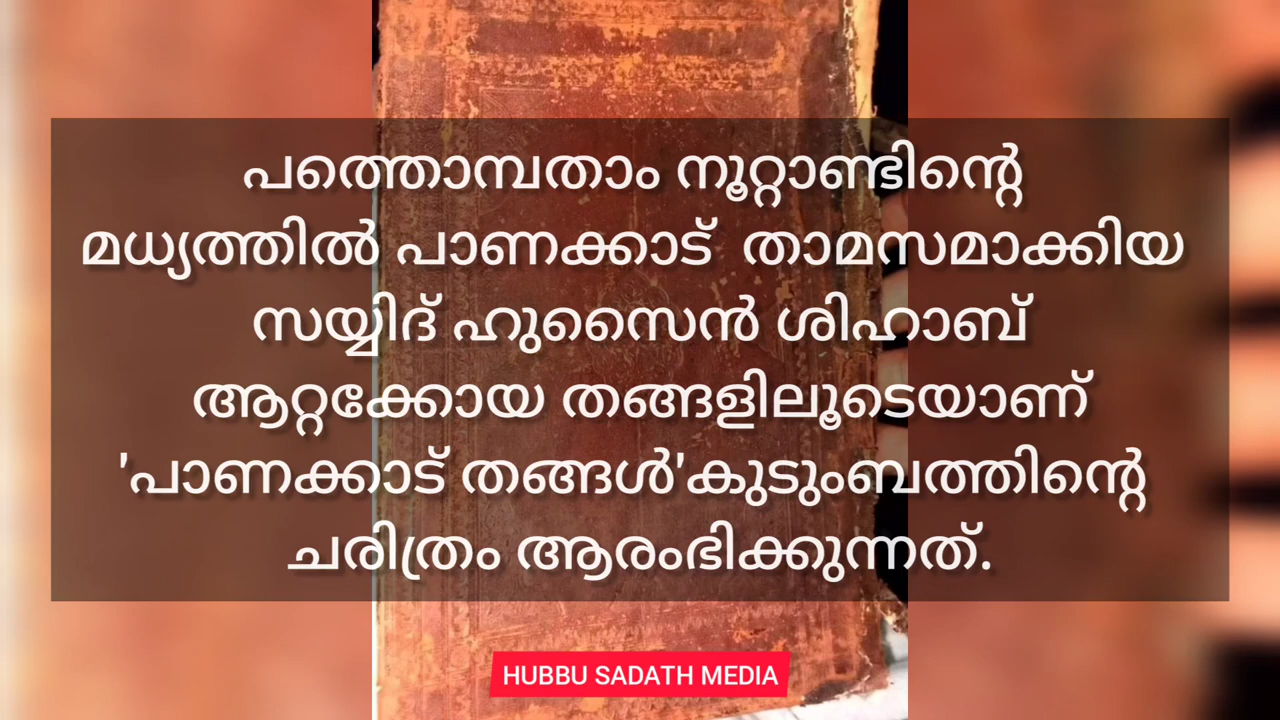 പത്തൊമ്പതാം നൂറ്റാണ്ടിന്റെ
മധ്യത്തിൽ പാണക്കാട് താമസമാക്കിയ
സയ്യിദ് ഹുസൈൻ ശിഹാബ്
ആറ്റക്കോയ തങ്ങളിലൂടെയാണ്
'പാണക്കാട് തങ്ങൾ'കുടുംബത്തിന്റെ
ചരിത്രം ആരംഭിക്കുന്നത്.
HUBBU SADATH MEDIA